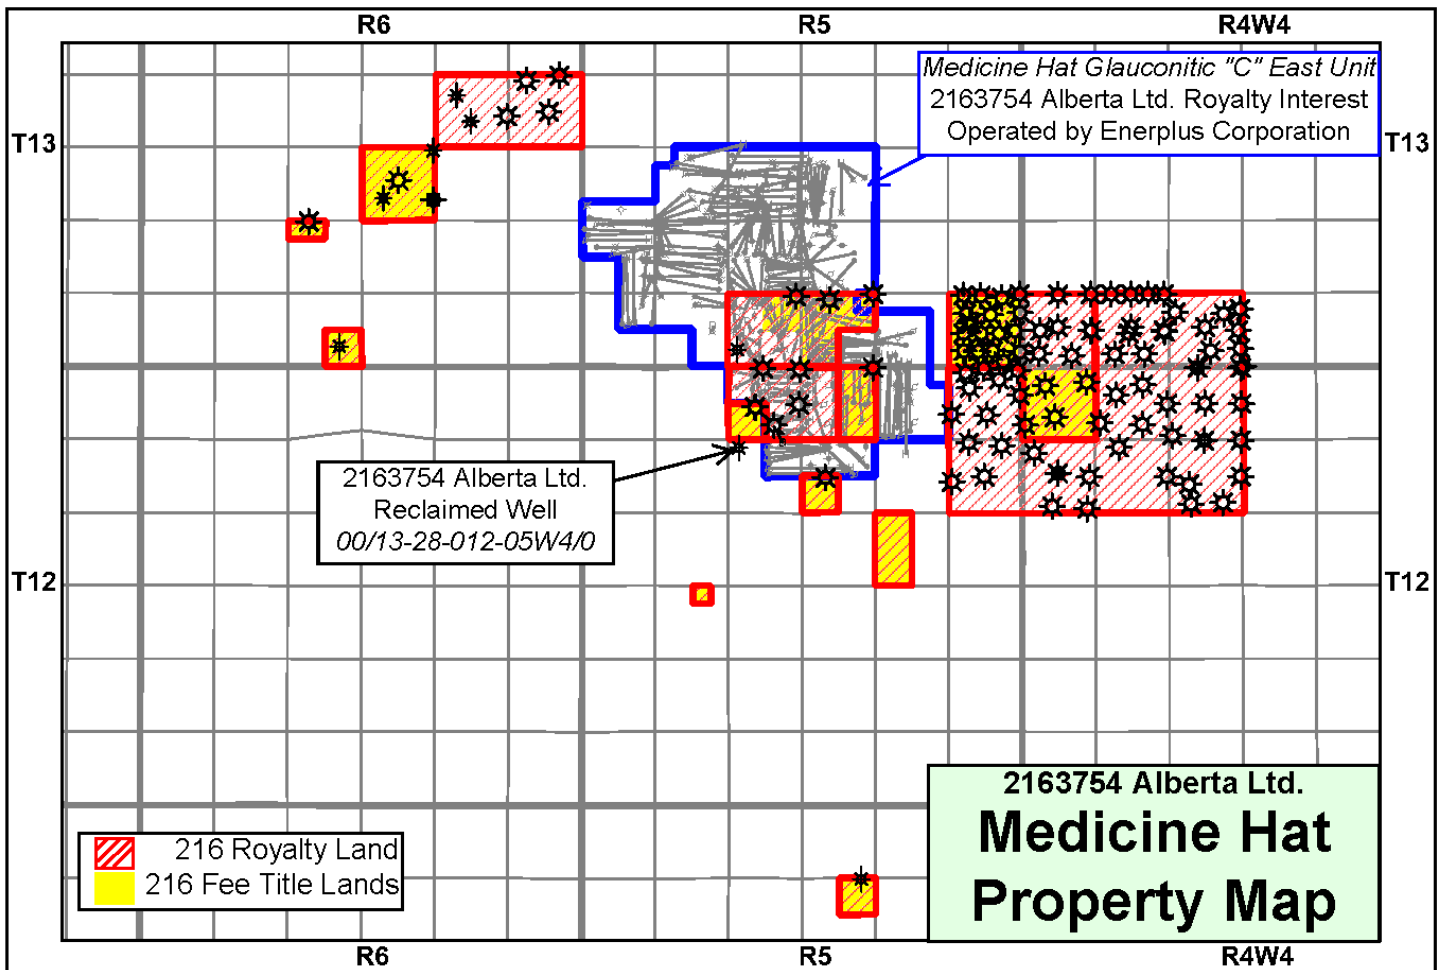 R6 R5 R4W4
Medicine Hat Glauconitic "C" East Unit
2163754 Alberta Ltd. Royalty Interest
Operated by Enerplus Corporation
T13 T13
2163754 Alberta Ltd.
Reclaimed Well
00/13-28-012-05W4/0
T12 T12
2163754 Alberta Ltd.
Medicine Hat
Property Map
216 Royalty Land
216 Fee Title Lands
R6 R5 R4W4